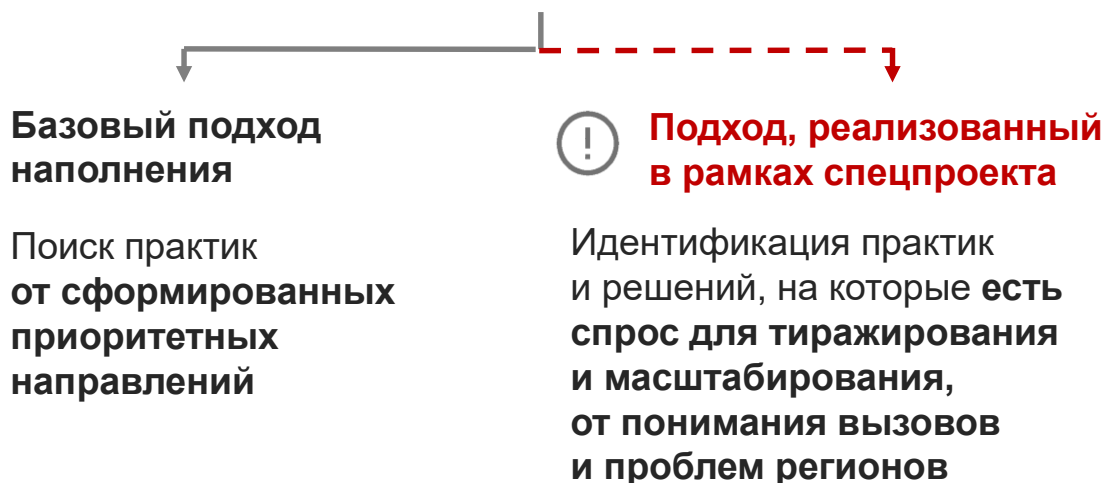 Базовый подход
наполнения
Поиск практик
от сформированных
приоритетных
направлений
Подход, реализованный
в рамках спецпроекта
Идентификация практик
и решений, на которые есть
спрос для тиражирования
и масштабирования,
от понимания вызовов
и проблем регионов